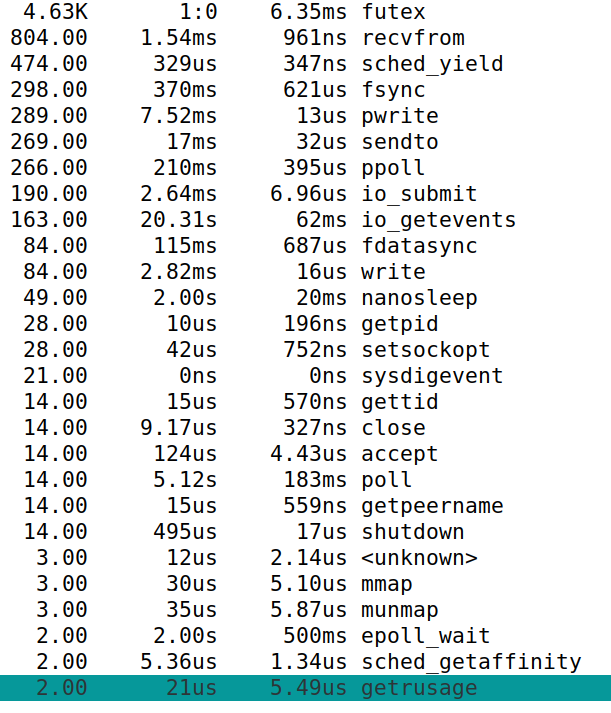 4.63K 1:0 6.35ms futex
804.00 1.54ms 961ns recvfrom
474.00 329us 347ns sched_yield
298.00 370ms 621us fsync
289.00 7.52ms 13us pwrite
269.00 17ms 32us sendto
266.00 210ms 395us ppoll
190.00 2.64ms 6.96us io_submit
163.00 20.31s 62ms io_getevents
84.00 115ms 687us fdatasync
84.00 2.82ms 16us write
49.00 2.00s 20ms nanosleep
28.00 10us 196ns getpid
28.00 42us 752ns setsockopt
21.00 0ns 0ns sysdigevent
14.00 15us 570ns gettid
14.00 9.17us 327ns close
14.00 124us 4.43us accept
14.00 5.12s 183ms poll
14.00 15us 559ns getpeername
14.00 495us 17us shutdown
3.00 12us 2.14us <unknown>
3.00 30us 5.10us mmap
3.00 35us 5.87us munmap
2.00 2.00s 500ms epoll_wait
2.00 5.36us 1.34us sched_getaffinity
2.00 21us 5.49us getrusage